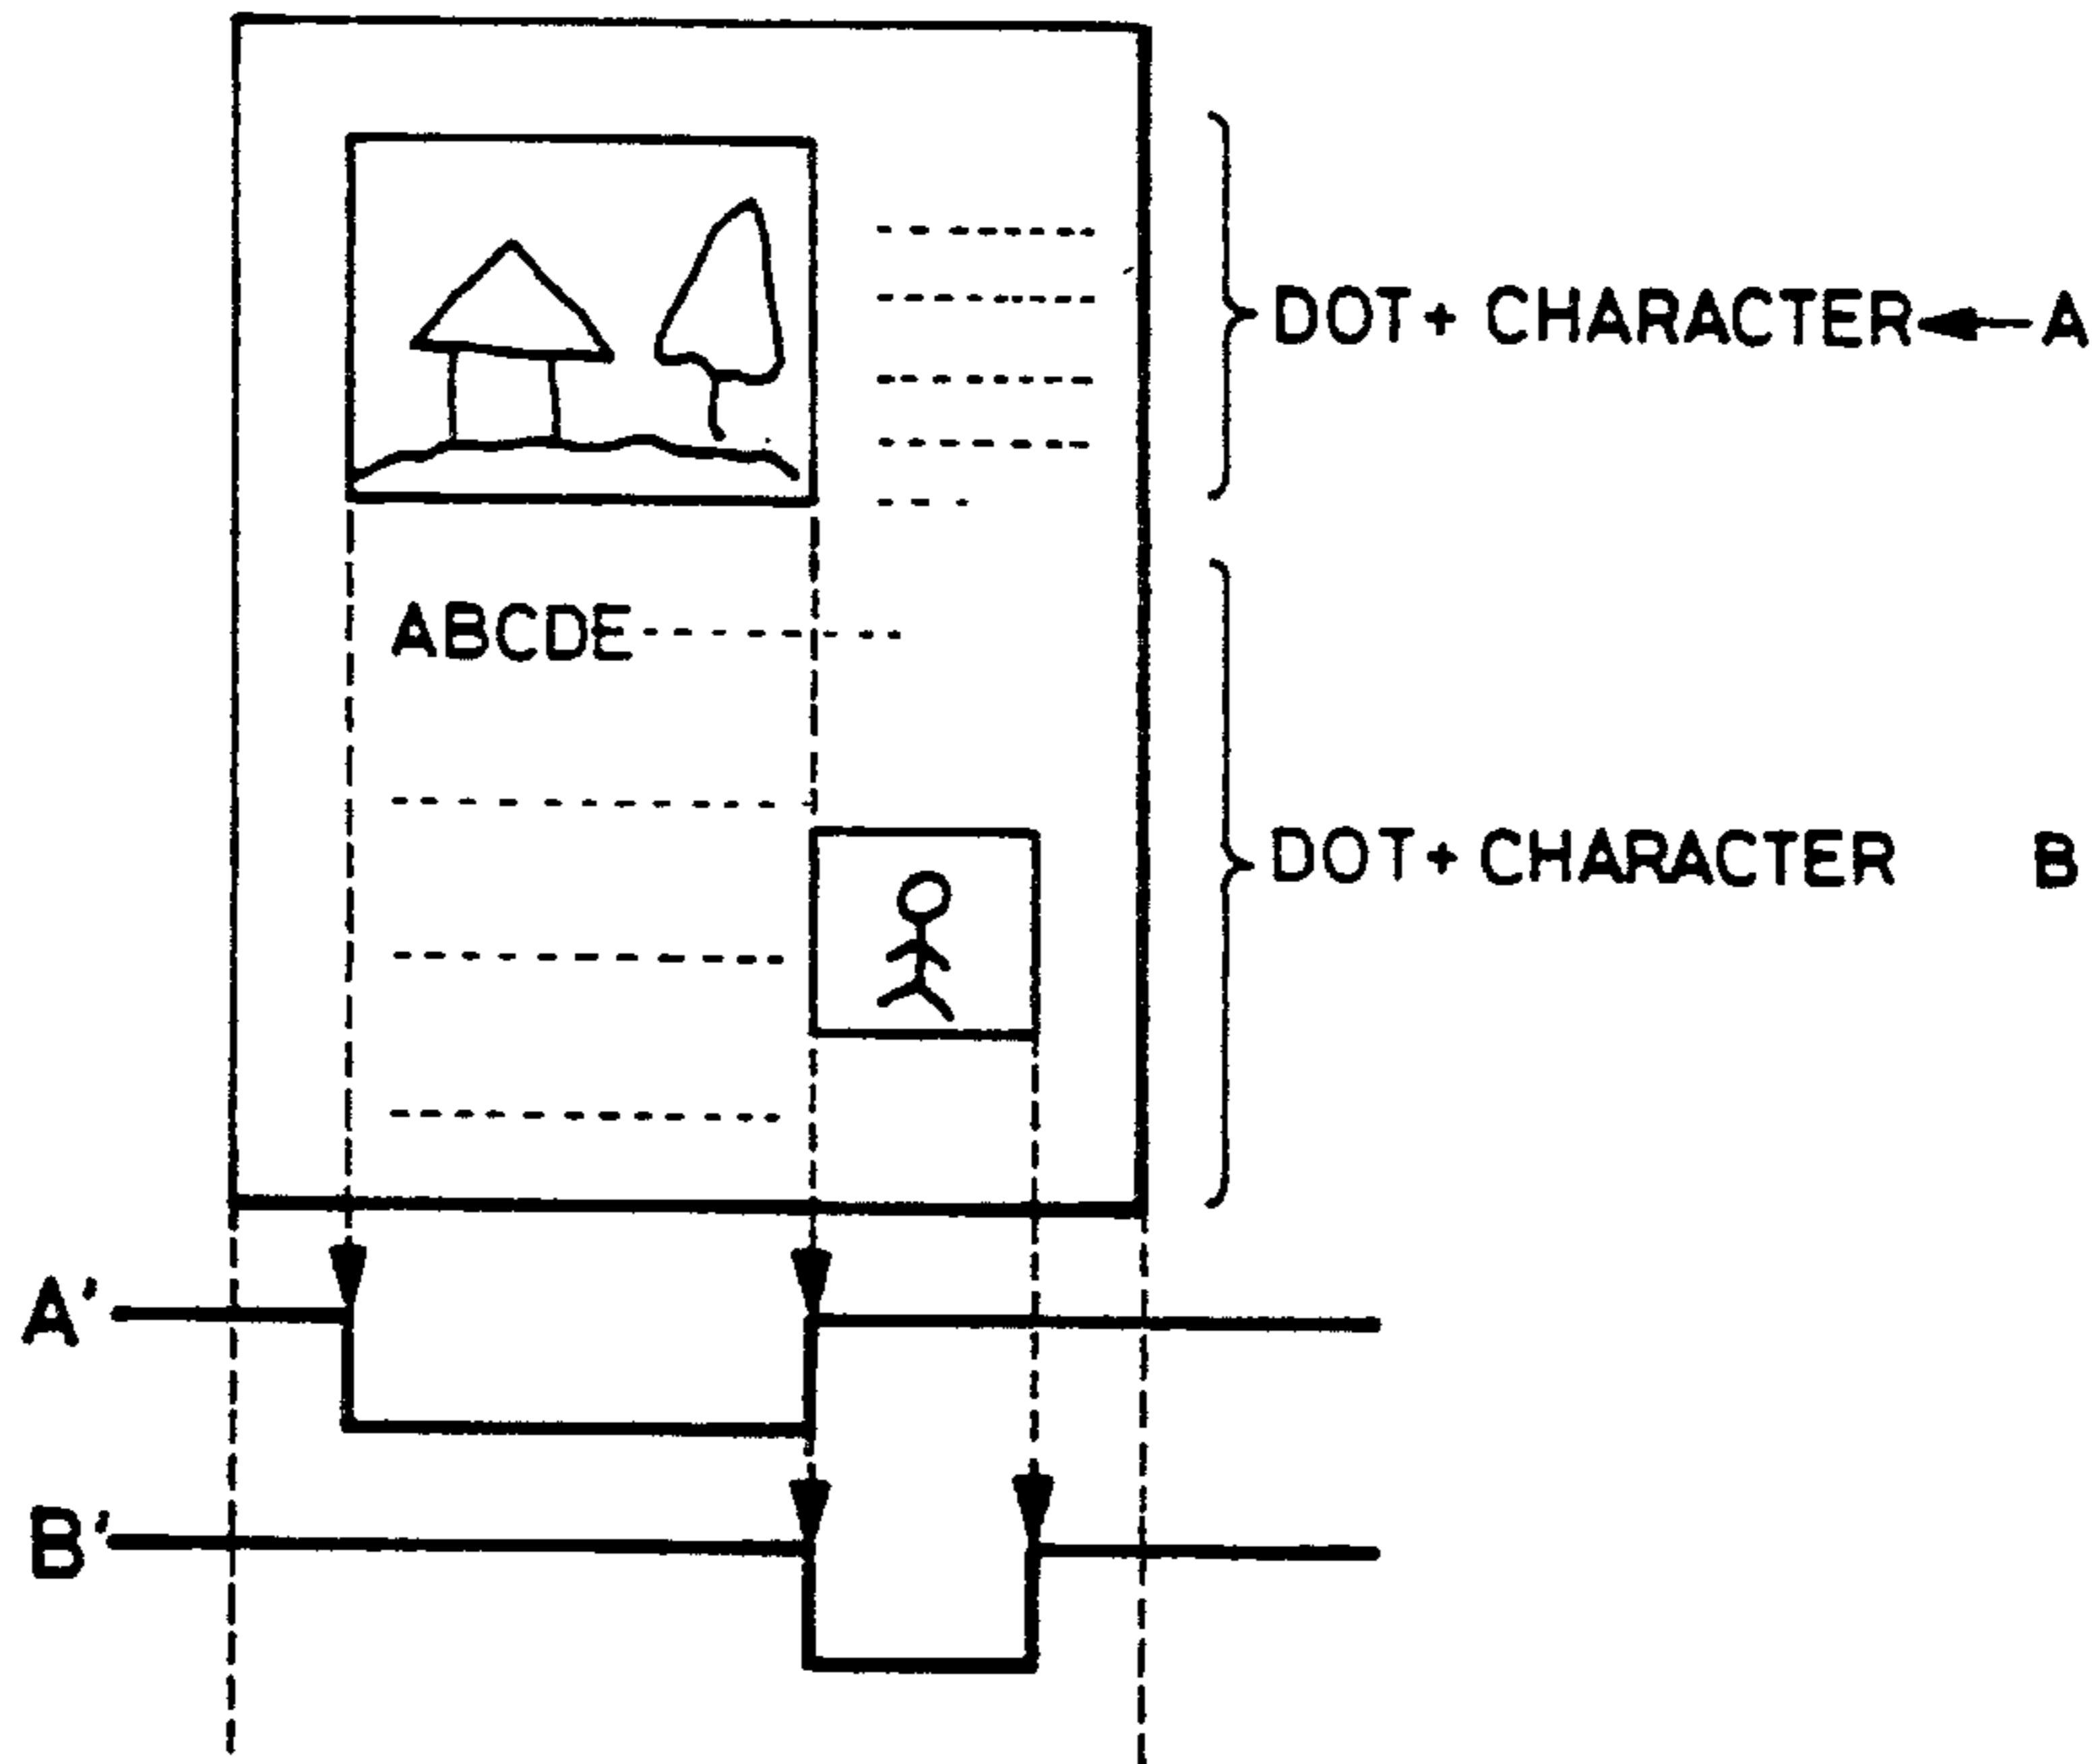 DOT + CHARACTER A
ABCDE
DOT + CHARACTER B
A'
B'